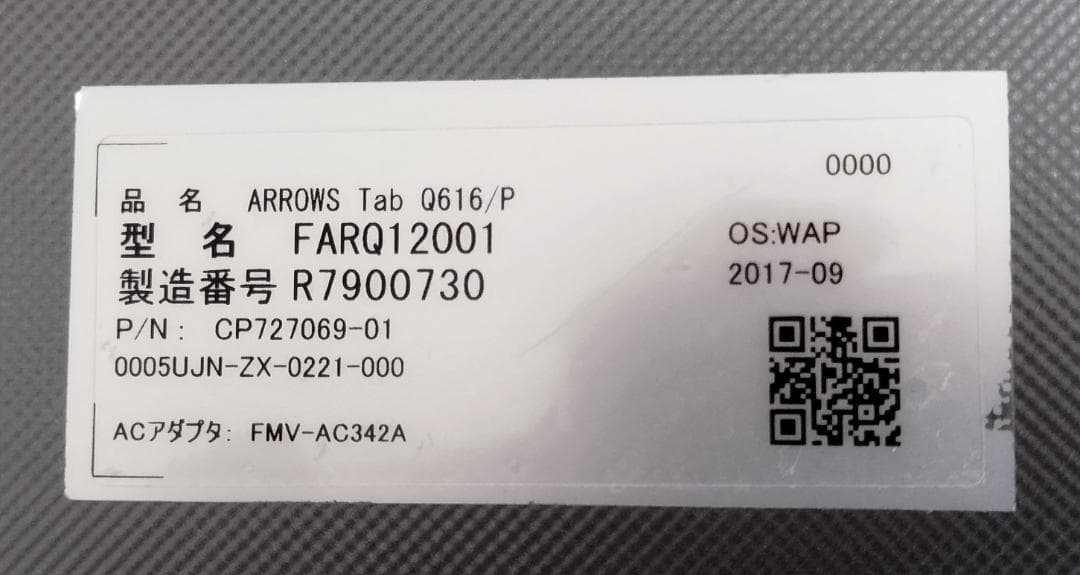 0000
品 名 ARROWS Tab Q616/P
型 名 FARQ12001
製造番号 R7900730
P/N: CP727069-01
0005UJN-ZX-0221-000
ACアダプタ: FMV-AC342A
OS:WAP
2017-09